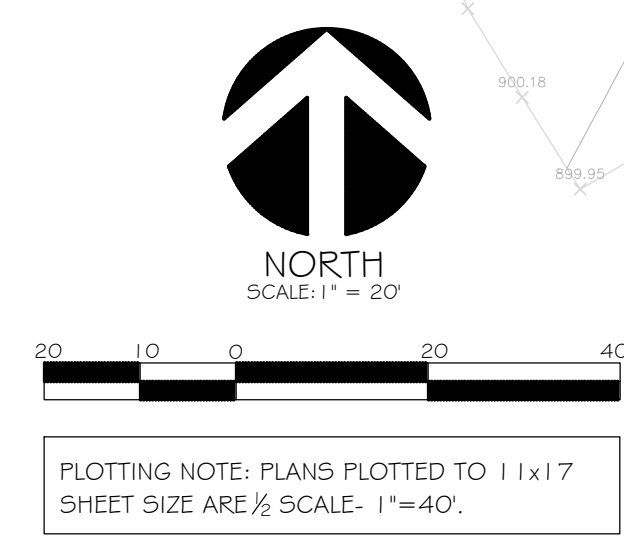 900.18
899.95
NORTH
SCALE: 1" = 20'
20 10 0 20 40
PLOTTING NOTE: PLANS PLOTTED TO 11x17
SHEET SIZE ARE ½ SCALE- 1"=40'.